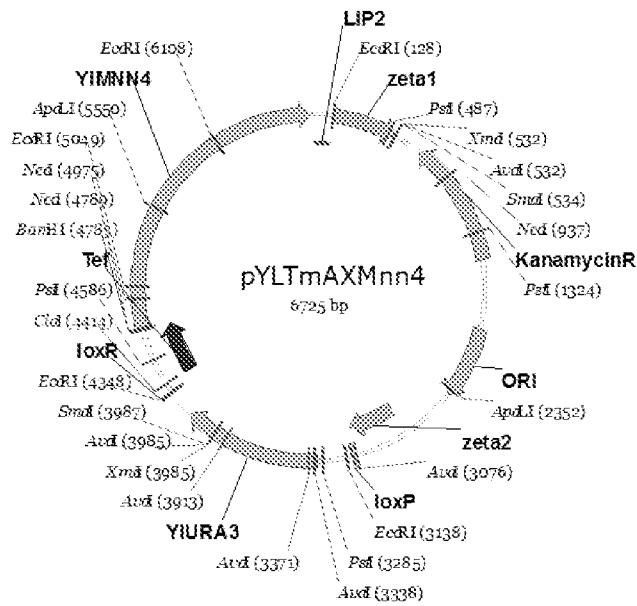 LIP2
EcoRI (6108)
EcoRI (128)
YlMNN4
zeta1
ApaLI (5550)
PstI (487)
EcoRI (5049)
XmaI (532)
NcoI (4975)
AvaI (532)
NcoI (4789)
SmaI (534)
BamHI (4783)
NcoI (937)
Tef
KanamycinR
pYLTmAXMnn4
6725 bp
PstI (4586)
PstI (1324)
ClaI (4414)
loxR
ORI
EcoRI (4348)
ApaLI (2352)
SmaI (3987)
zeta2
AvaI (3985)
AvaI (3076)
XmaI (3985)
loxP
AvaI (3913)
EcoRI (3138)
YlURA3
AvaI (3371)
PstI (3285)
AvaI (3338)